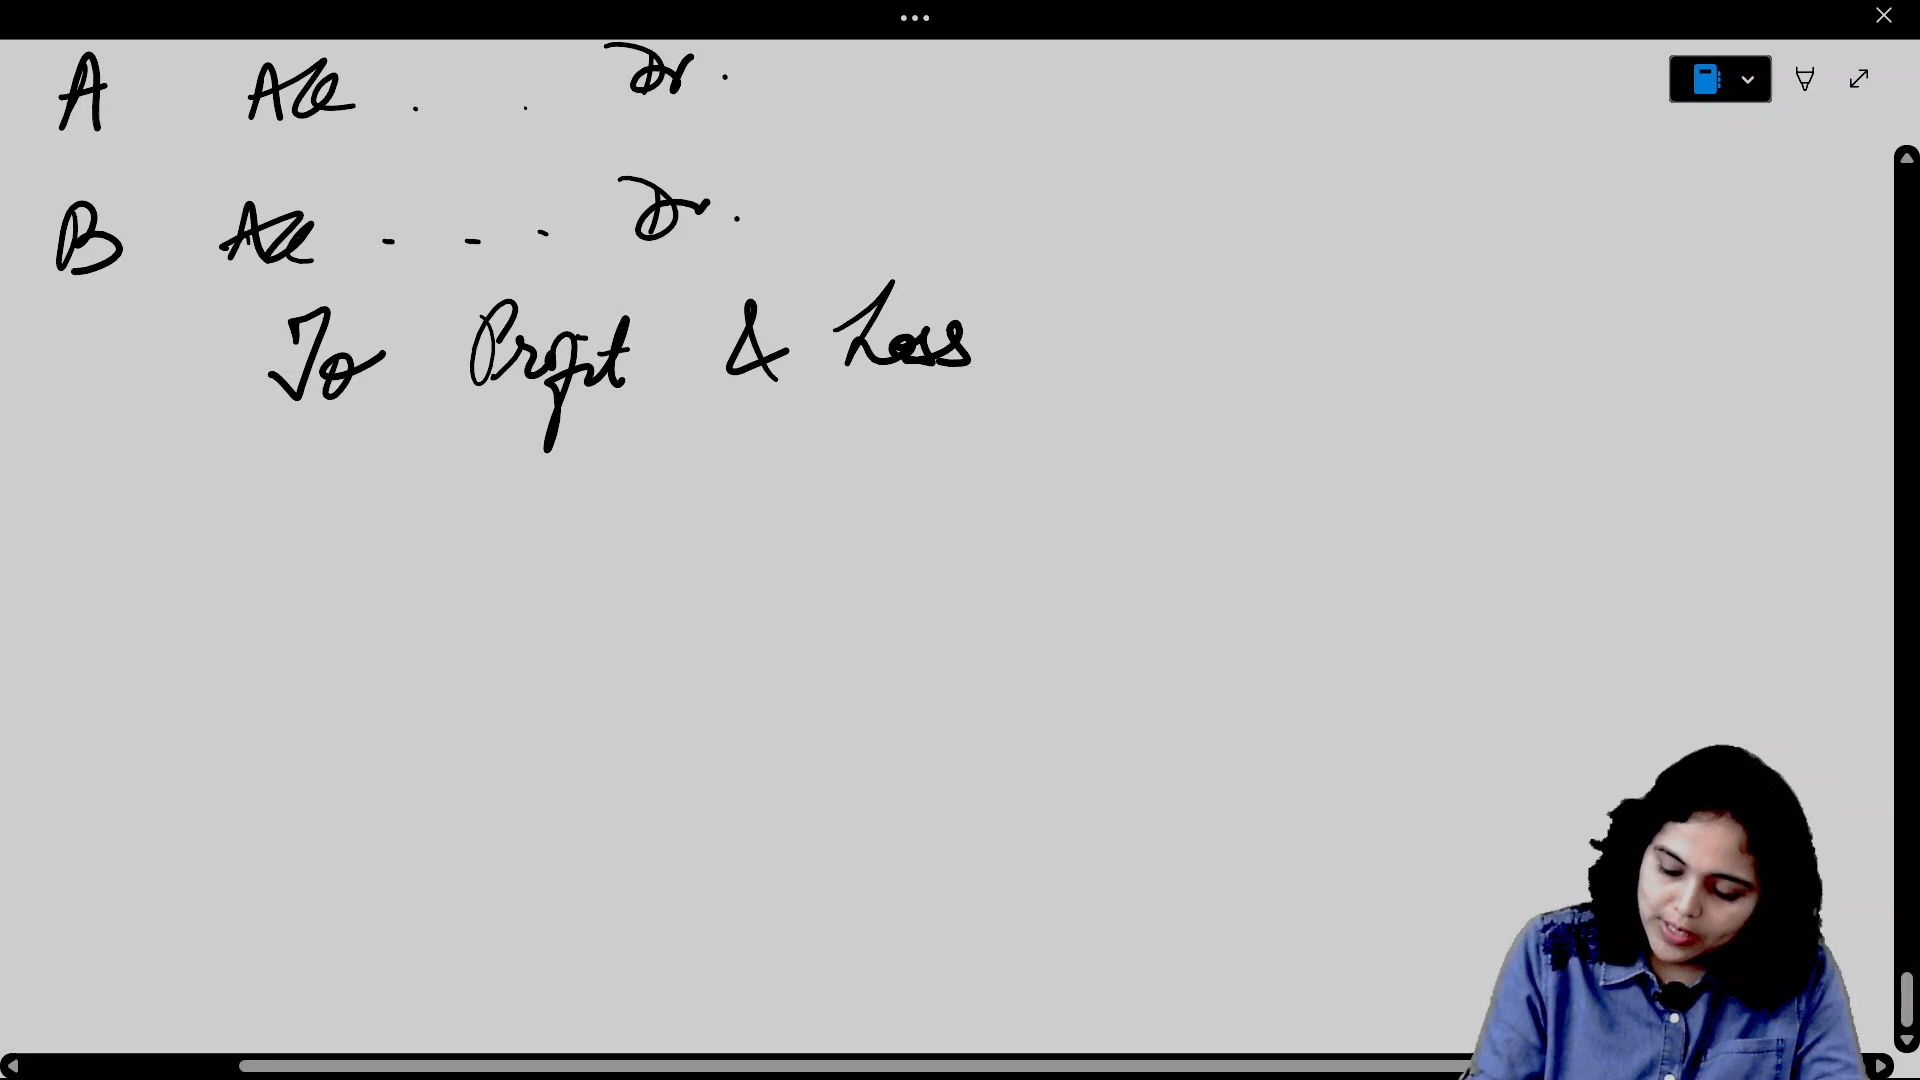 A A/c . . Dr.
B A/c - - - Dr.
To Profit & Loss